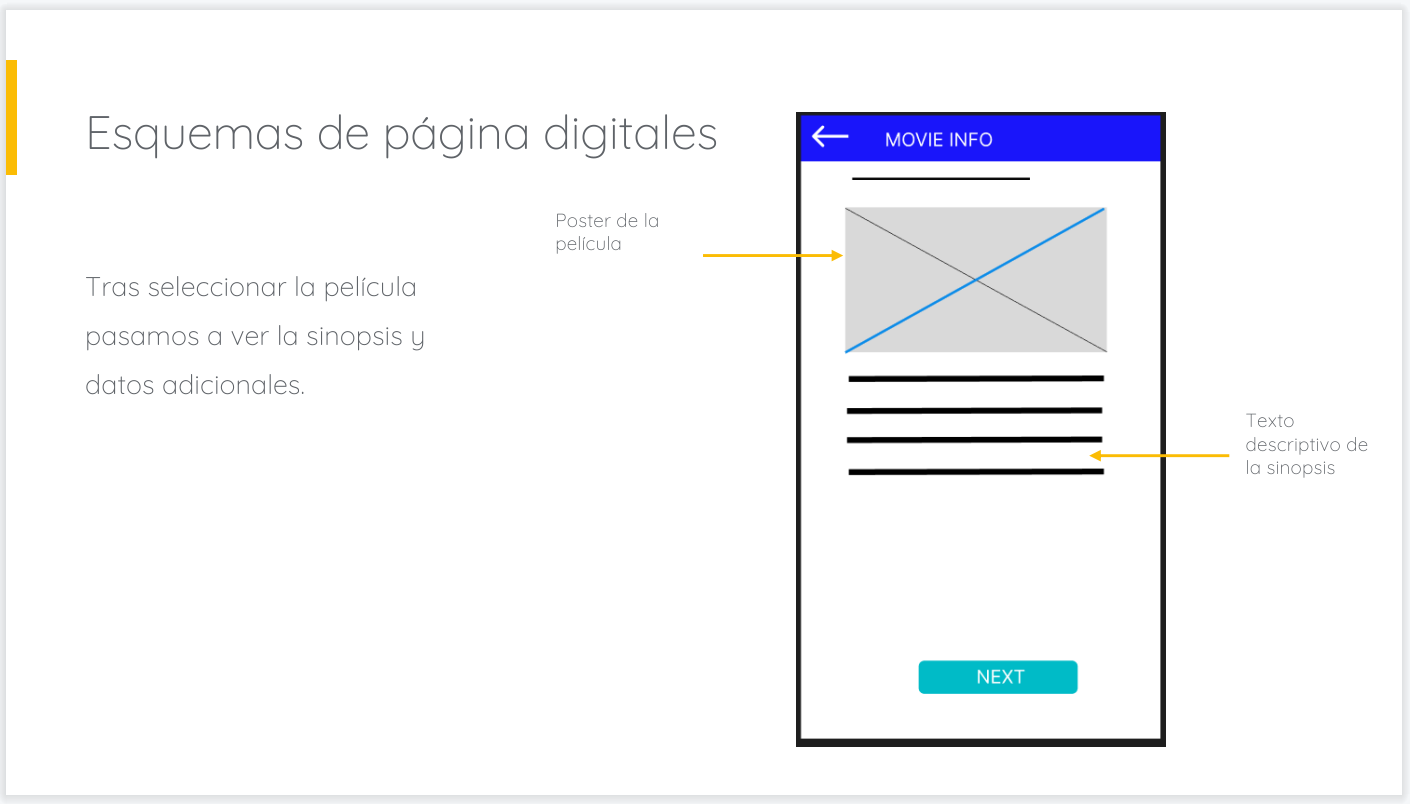 Esquemas de página digitales
Poster de la
película
Tras seleccionar la película
pasamos a ver la sinopsis y
datos adicionales.
MOVIE INFO
Texto
descriptivo de
la sinopsis
NEXT